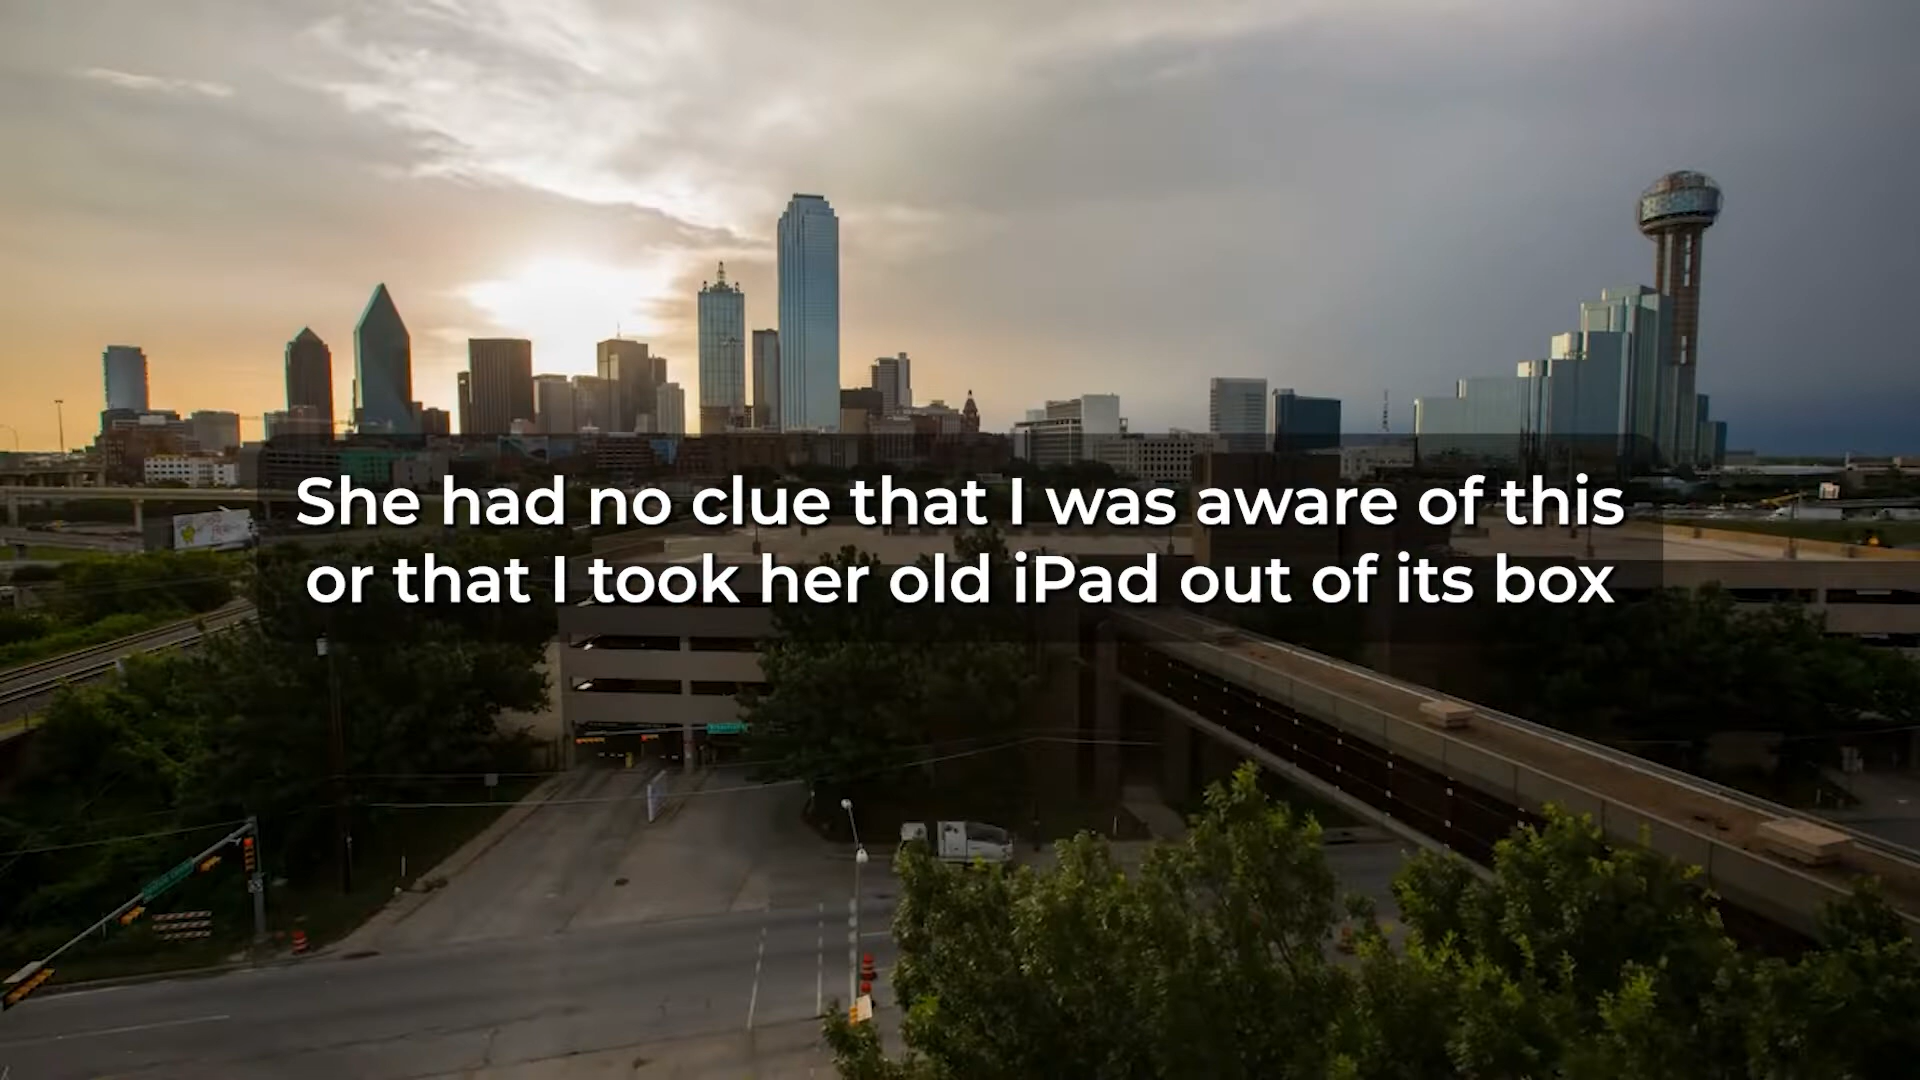 She had no clue that I was aware of this
or that I took her old iPad out of its box